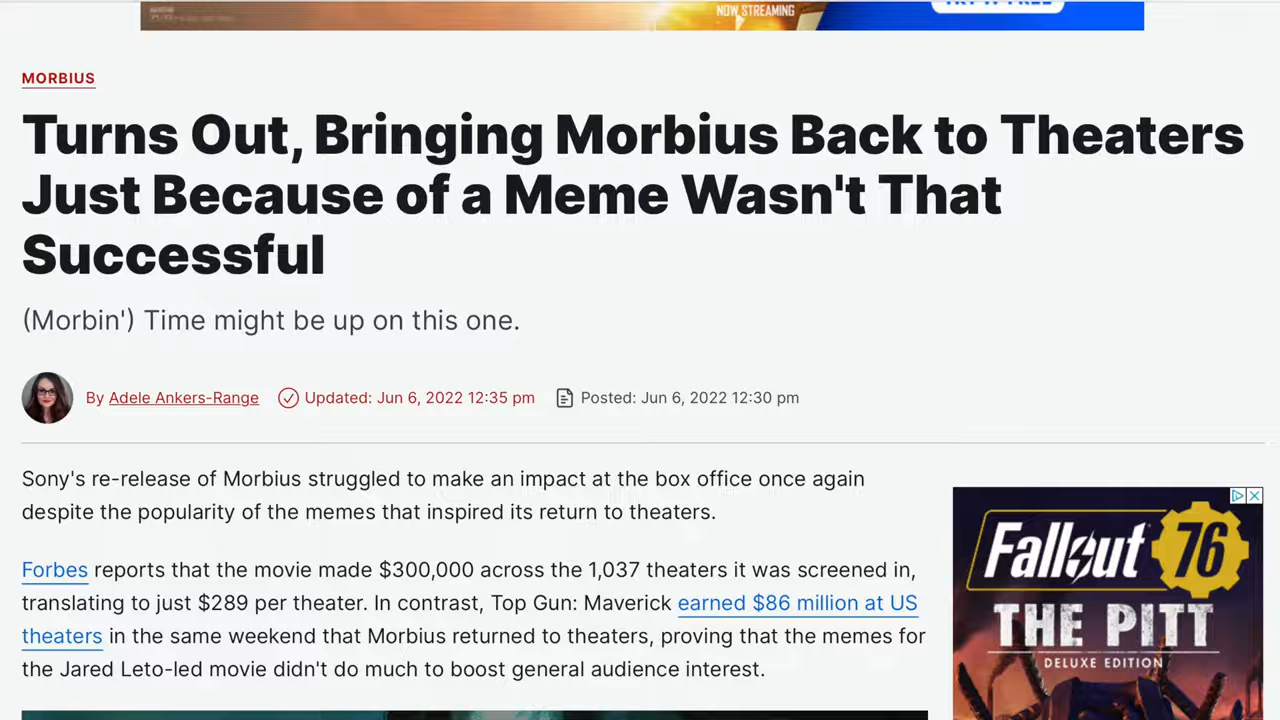 NOW STREAMING
MORBIUS
Turns Out, Bringing Morbius Back to Theaters
Just Because of a Meme Wasn't That
Successful
(Morbin') Time might be up on this one.
By Adele Ankers-Range Updated: Jun 6, 2022 12:35 pm Posted: Jun 6, 2022 12:30 pm
Sony's re-release of Morbius struggled to make an impact at the box office once again
despite the popularity of the memes that inspired its return to theaters.
Forbes reports that the movie made $300,000 across the 1,037 theaters it was screened in,
translating to just $289 per theater. In contrast, Top Gun: Maverick earned $86 million at US
theaters in the same weekend that Morbius returned to theaters, proving that the memes for
the Jared Leto-led movie didn't do much to boost general audience interest.
Fallout 76
THE PITT
DELUXE EDITION